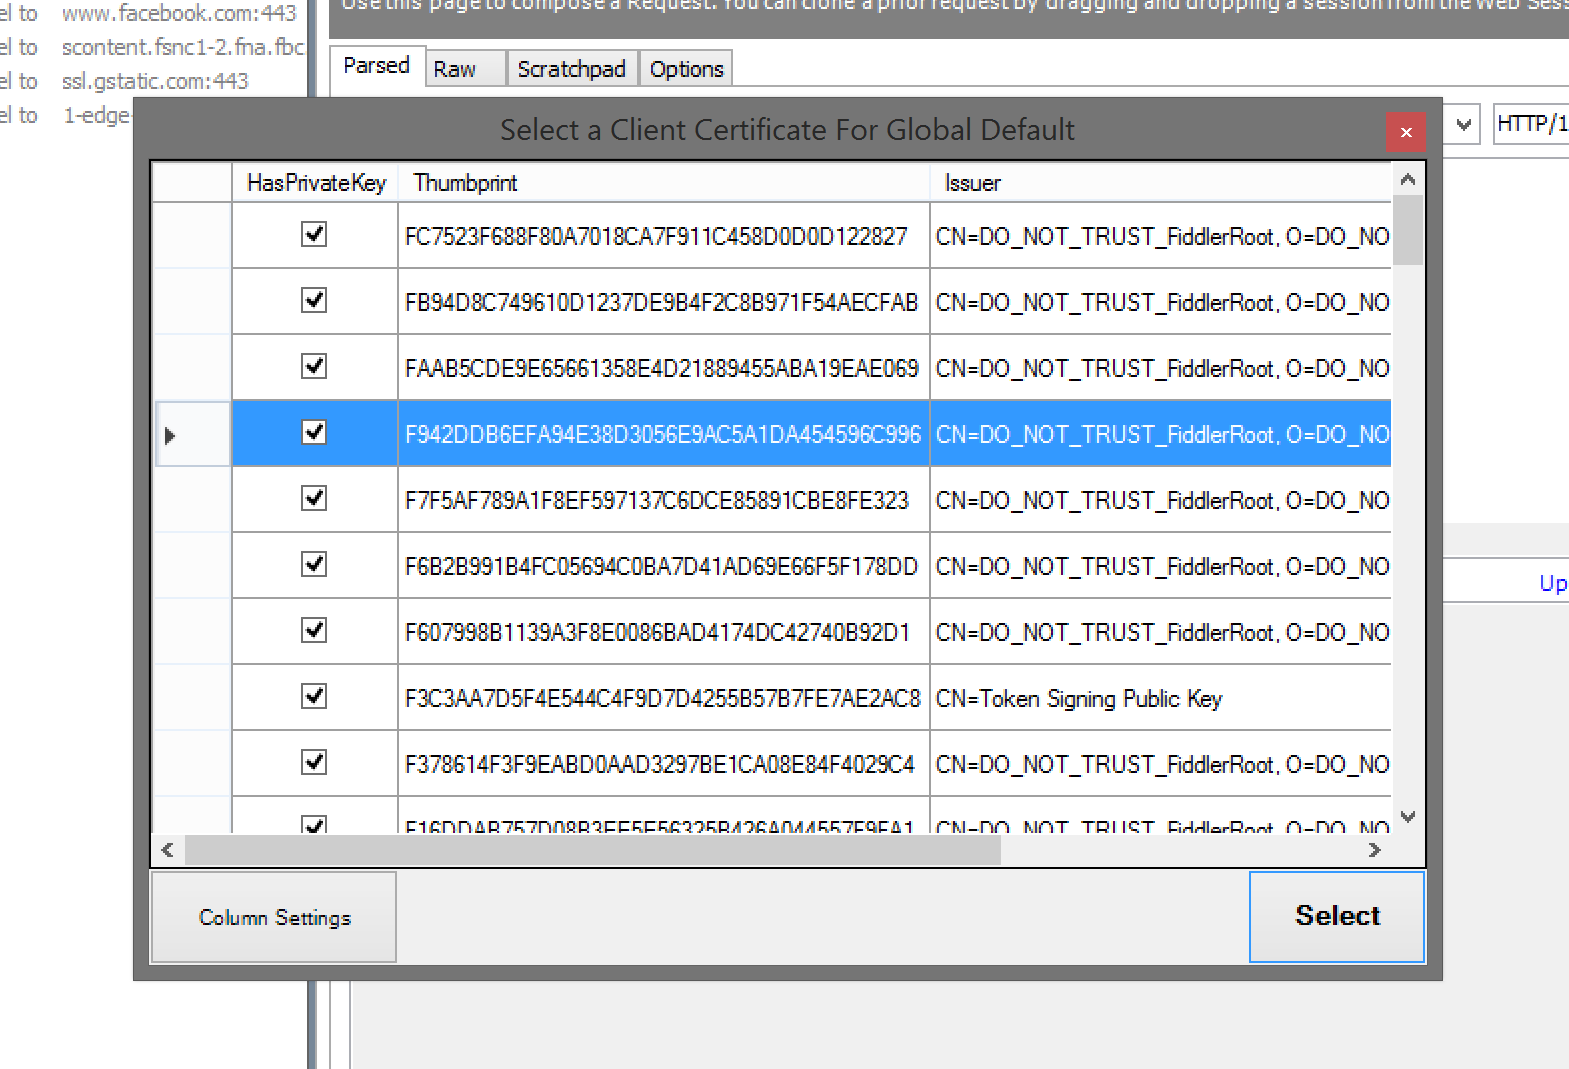 el to www.facebook.com:443
el to scontent.fsnc1-2.fna.fbc
el to ssl.gstatic.com:443
el to 1-edge-
Use this page to compose a Request. You can clone a prior request by dragging and dropping a session from the Web Sess
Parsed Raw Scratchpad Options
HTTP/1
Select a Client Certificate For Global Default
HasPrivateKey Thumbprint Issuer
FC7523F688F80A7018CA7F911C458D0D0D122827 CN=DO_NOT_TRUST_FiddlerRoot, O=DO_NO
FB94D8C749610D1237DE9B4F2C8B971F54AECFAB CN=DO_NOT_TRUST_FiddlerRoot, O=DO_NO
FAAB5CDE9E65661358E4D21889455ABA19EAE069 CN=DO_NOT_TRUST_FiddlerRoot, O=DO_NO
F942DDB6EFA94E38D3056E9AC5A1DA454596C996 CN=DO_NOT_TRUST_FiddlerRoot, O=DO_NO
F7F5AF789A1F8EF597137C6DCE85891CBE8FE323 CN=DO_NOT_TRUST_FiddlerRoot, O=DO_NO
F6B2B991B4FC05694C0BA7D41AD69E66F5F178DD CN=DO_NOT_TRUST_FiddlerRoot, O=DO_NO
F607998B1139A3F8E0086BAD4174DC42740B92D1 CN=DO_NOT_TRUST_FiddlerRoot, O=DO_NO
F3C3AA7D5F4E544C4F9D7D4255B57B7FE7AE2AC8 CN=Token Signing Public Key
F378614F3F9EABD0AAD3297BE1CA08E84F4029C4 CN=DO_NOT_TRUST_FiddlerRoot, O=DO_NO
CN=DO_NOT_TRUST_FiddlerRoot, O=DO_NO
Up
Column Settings
Select